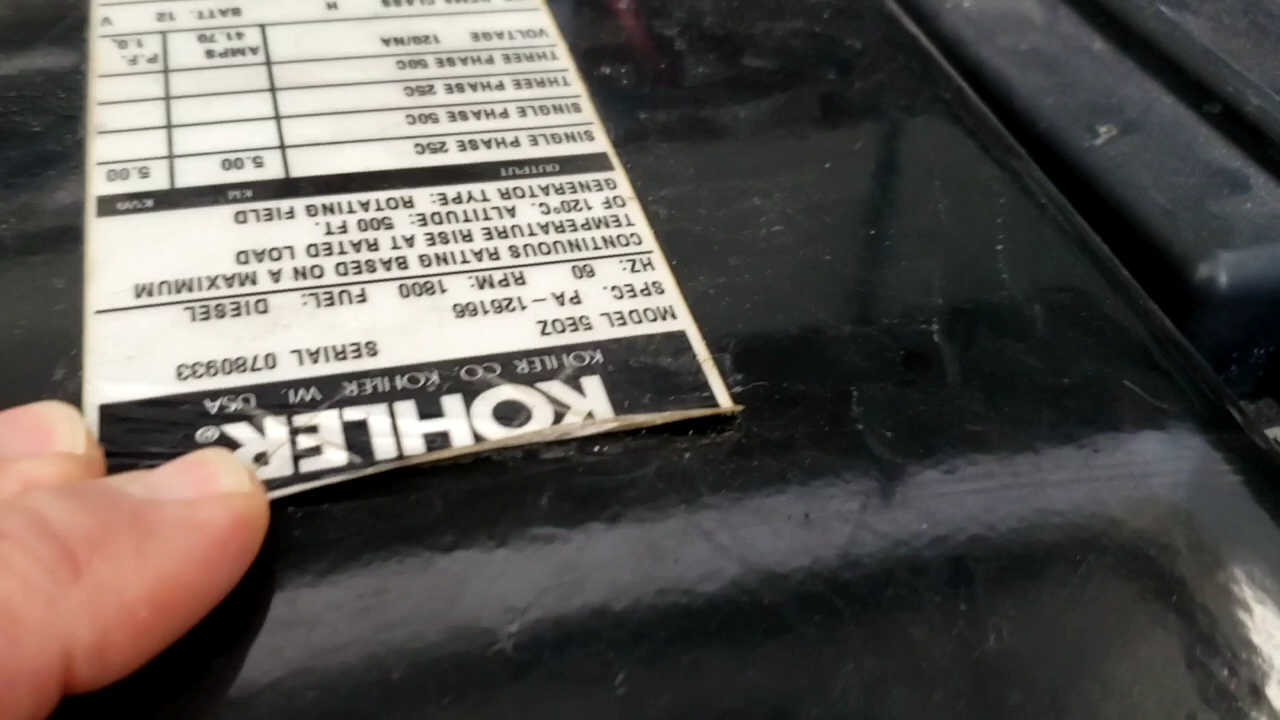 KOHLER®
KOHLER CO. KOHLER, WI. USA
MODEL 5EOZ SERIAL 0780933
SPEC. PA-126166 FUEL: DIESEL
HZ: 60 RPM: 1800
CONTINUOUS RATING BASED ON A MAXIMUM
TEMPERATURE RISE AT RATED LOAD
OF 120°C. ALTITUDE: 500 FT.
GENERATOR TYPE: ROTATING FIELD
OUTPUT KW KVA
SINGLE PHASE 25C 5.00 5.00
SINGLE PHASE 50C
THREE PHASE 25C
THREE PHASE 50C AMPS P.F.
VOLTAGE 120/NA 41.70 1.0
CLASS H BATT. 12 V